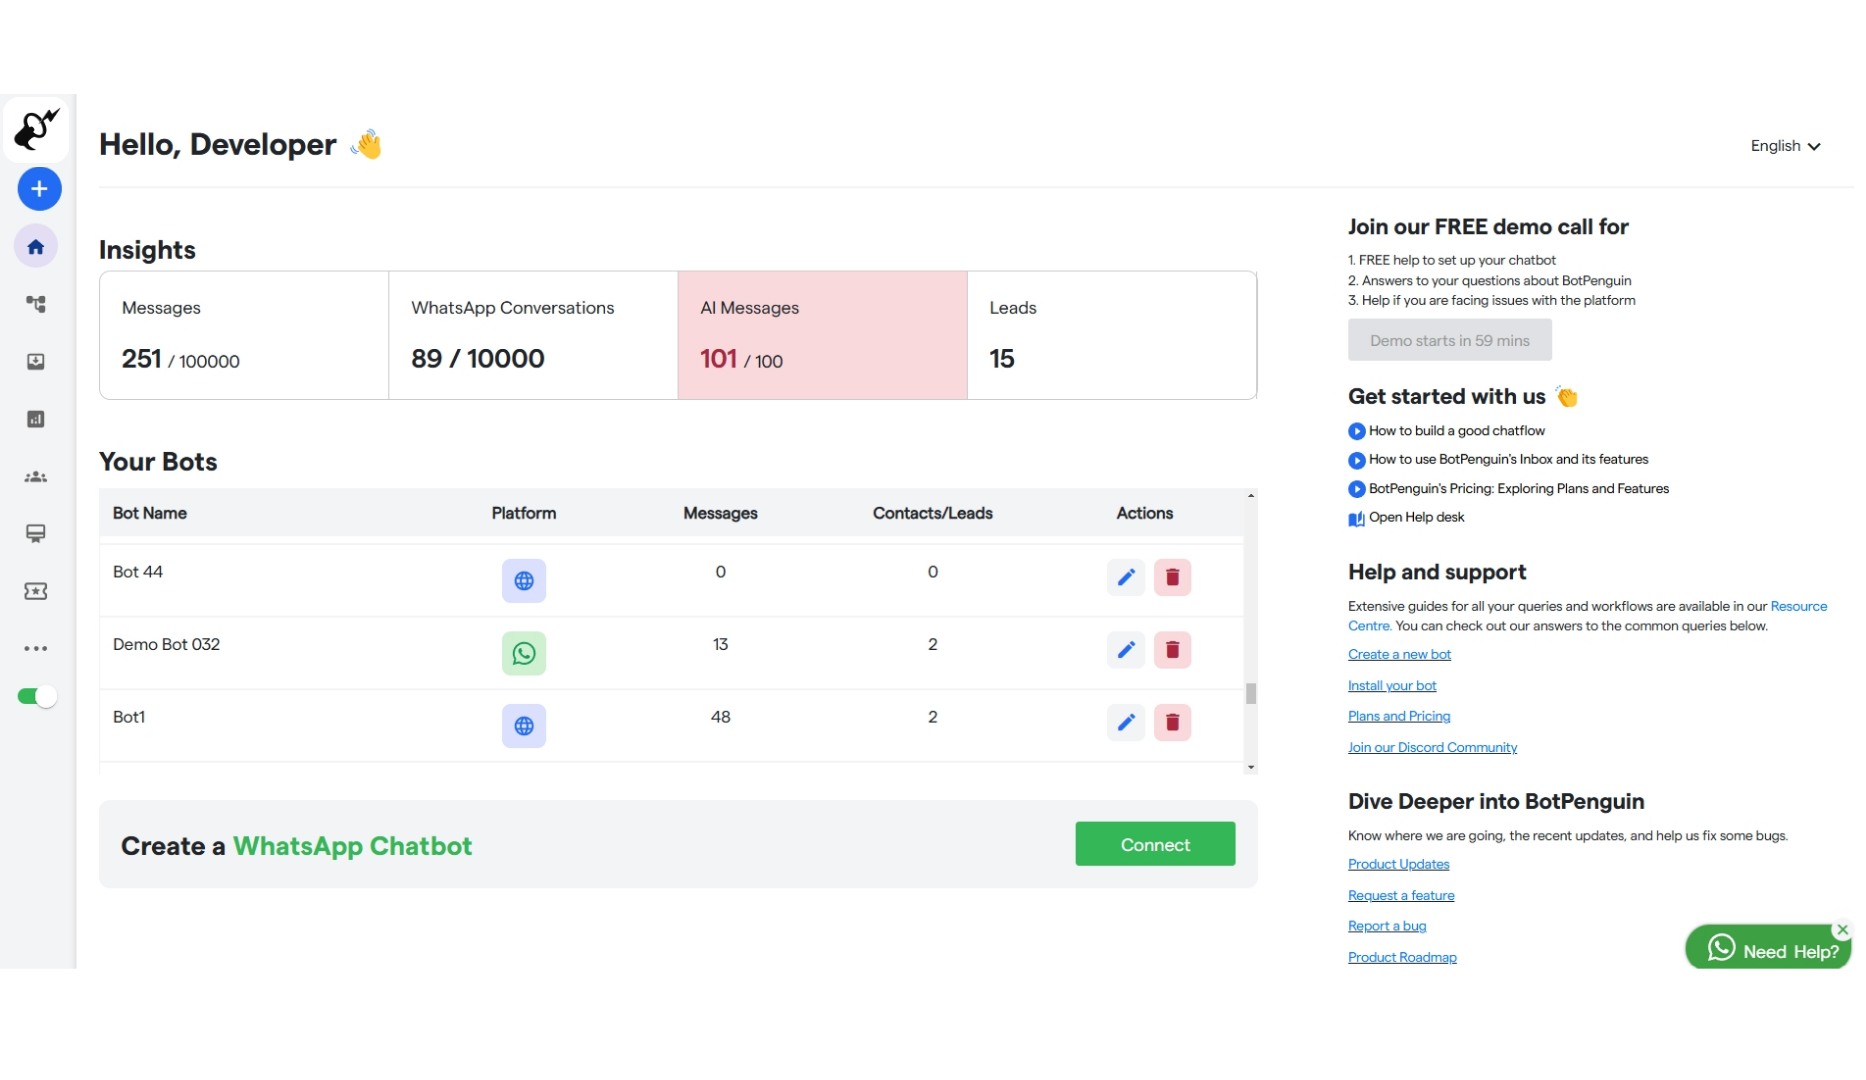 Hello, Developer
English
Insights
Messages
251 / 100000
WhatsApp Conversations
89 / 10000
AI Messages
101 / 100
Leads
15
Your Bots
Bot Name Platform Messages Contacts/Leads Actions
Bot 44 0 0
Demo Bot 032 13 2
Bot1 48 2
Create a WhatsApp Chatbot
Connect
Join our FREE demo call for
1. FREE help to set up your chatbot
2. Answers to your questions about BotPenguin
3. Help if you are facing issues with the platform
Demo starts in 59 mins
Get started with us
How to build a good chatflow
How to use BotPenguin's Inbox and its features
BotPenguin's Pricing: Exploring Plans and Features
Open Help desk
Help and support
Extensive guides for all your queries and workflows are available in our Resource
Centre. You can check out our answers to the common queries below.
Create a new bot
Install your bot
Plans and Pricing
Join our Discord Community
Dive Deeper into BotPenguin
Know where we are going, the recent updates, and help us fix some bugs.
Product Updates
Request a feature
Report a bug
Product Roadmap
Need Help?